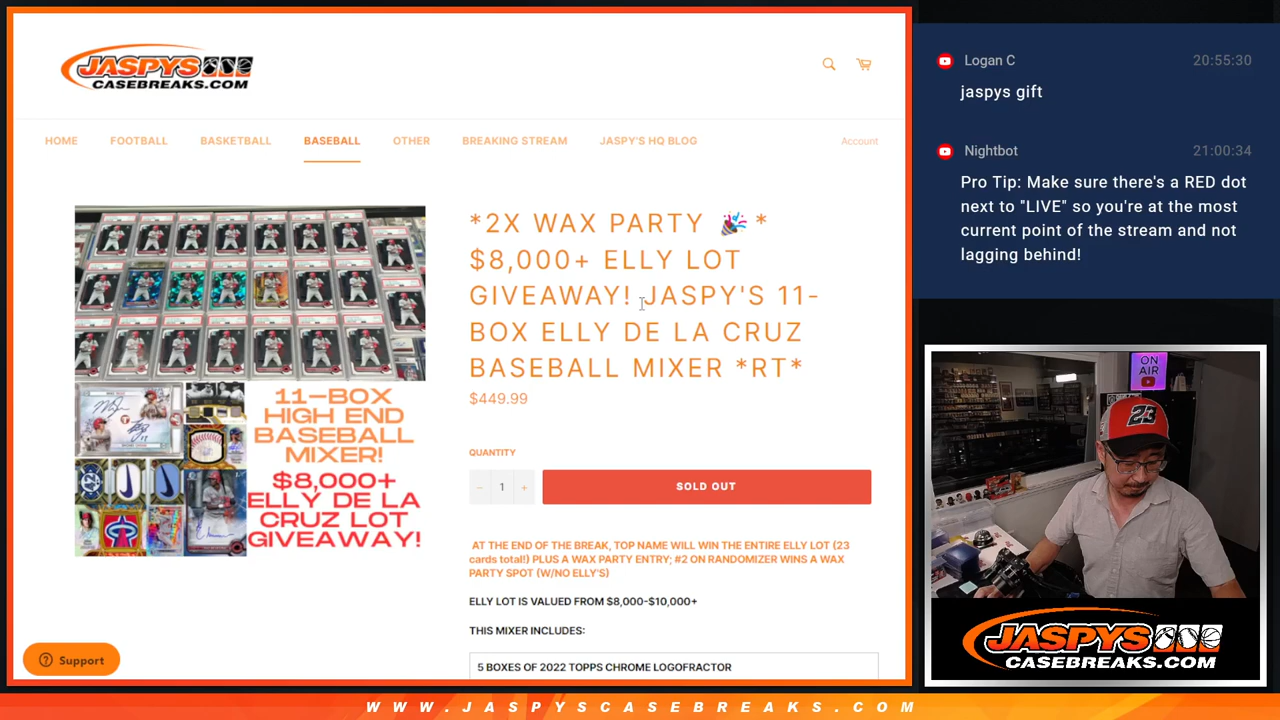 JASPYS
CASEBREAKS.COM
HOME FOOTBALL BASKETBALL BASEBALL OTHER BREAKING STREAM JASPY'S HQ BLOG Account
*2X WAX PARTY 🎉 *
$8,000+ ELLY LOT
GIVEAWAY! JASPY'S 11-
BOX ELLY DE LA CRUZ
BASEBALL MIXER *RT*
$449.99
11-BOX
HIGH END
BASEBALL
MIXER!
$8,000+
ELLY DE LA
CRUZ LOT
GIVEAWAY!
QUANTITY
− 1 +
SOLD OUT
AT THE END OF THE BREAK, TOP NAME WILL WIN THE ENTIRE ELLY LOT (23
cards total!) PLUS A WAX PARTY ENTRY; #2 ON RANDOMIZER WINS A WAX
PARTY SPOT (W/NO ELLY'S)
ELLY LOT IS VALUED FROM $8,000-$10,000+
THIS MIXER INCLUDES:
5 BOXES OF 2022 TOPPS CHROME LOGOFRACTOR
Support
Logan C 20:55:30
jaspys gift
Nightbot 21:00:34
Pro Tip: Make sure there's a RED dot
next to "LIVE" so you're at the most
current point of the stream and not
lagging behind!
ON
AIR
23
JASPYS
CASEBREAKS.COM
WWW.JASPYSCASEBREAKS.COM